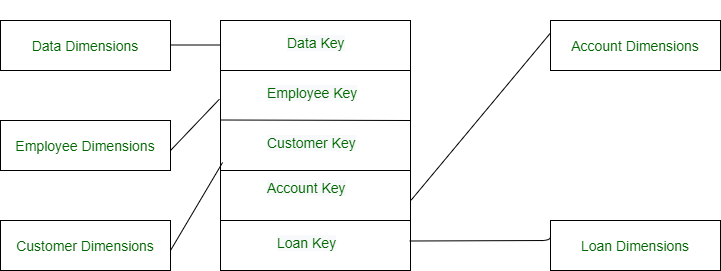 Data Dimensions
Data Key
Account Dimensions
Employee Key
Employee Dimensions
Customer Key
Account Key
Customer Dimensions
Loan Key
Loan Dimensions